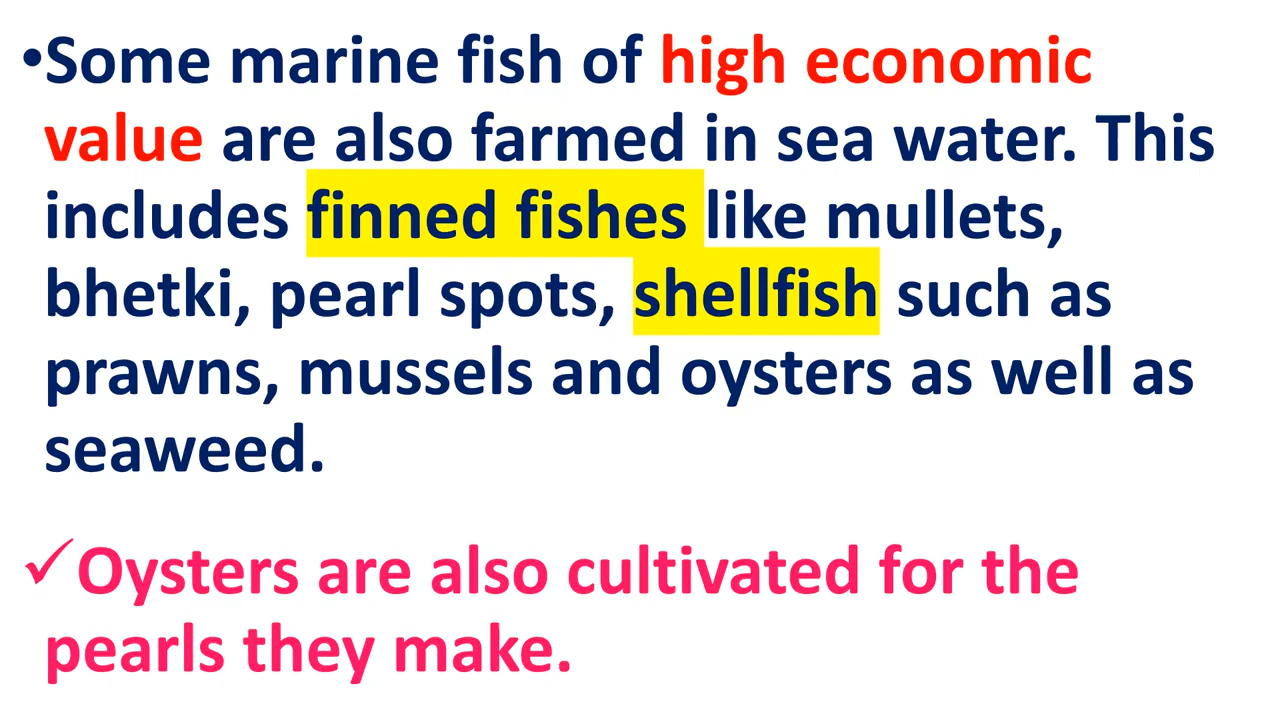 •Some marine fish of high economic
value are also farmed in sea water. This
includes finned fishes like mullets,
bhetki, pearl spots, shellfish such as
prawns, mussels and oysters as well as
seaweed.
✓Oysters are also cultivated for the
pearls they make.